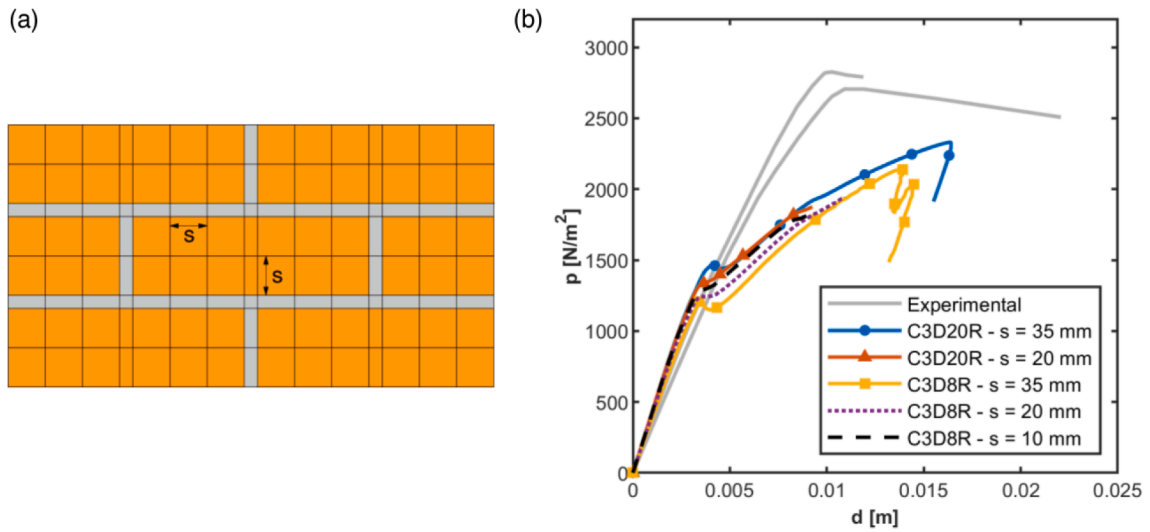 (a)
s
s
(b)
p [N/m²]
3000
2500
2000
1500
1000
500
0
0
0.005
0.01
0.015
0.02
0.025
d [m]
Experimental
C3D20R - s = 35 mm
C3D20R - s = 20 mm
C3D8R - s = 35 mm
C3D8R - s = 20 mm
C3D8R - s = 10 mm